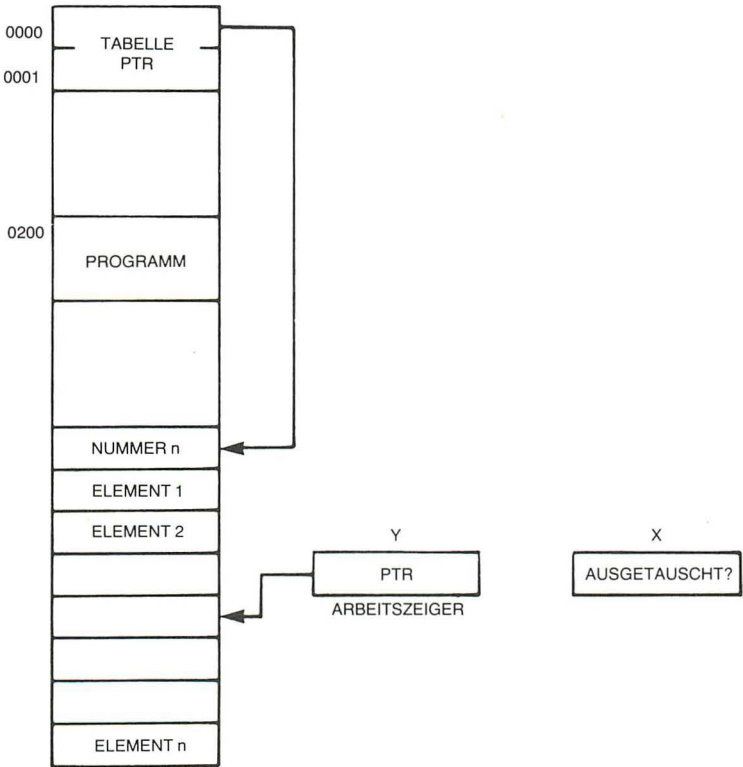 0000
TABELLE
PTR
0001
0200
PROGRAMM
NUMMER n
ELEMENT 1
ELEMENT 2
Y
X
PTR
AUSGETAUSCHT?
ARBEITSZEIGER
ELEMENT n